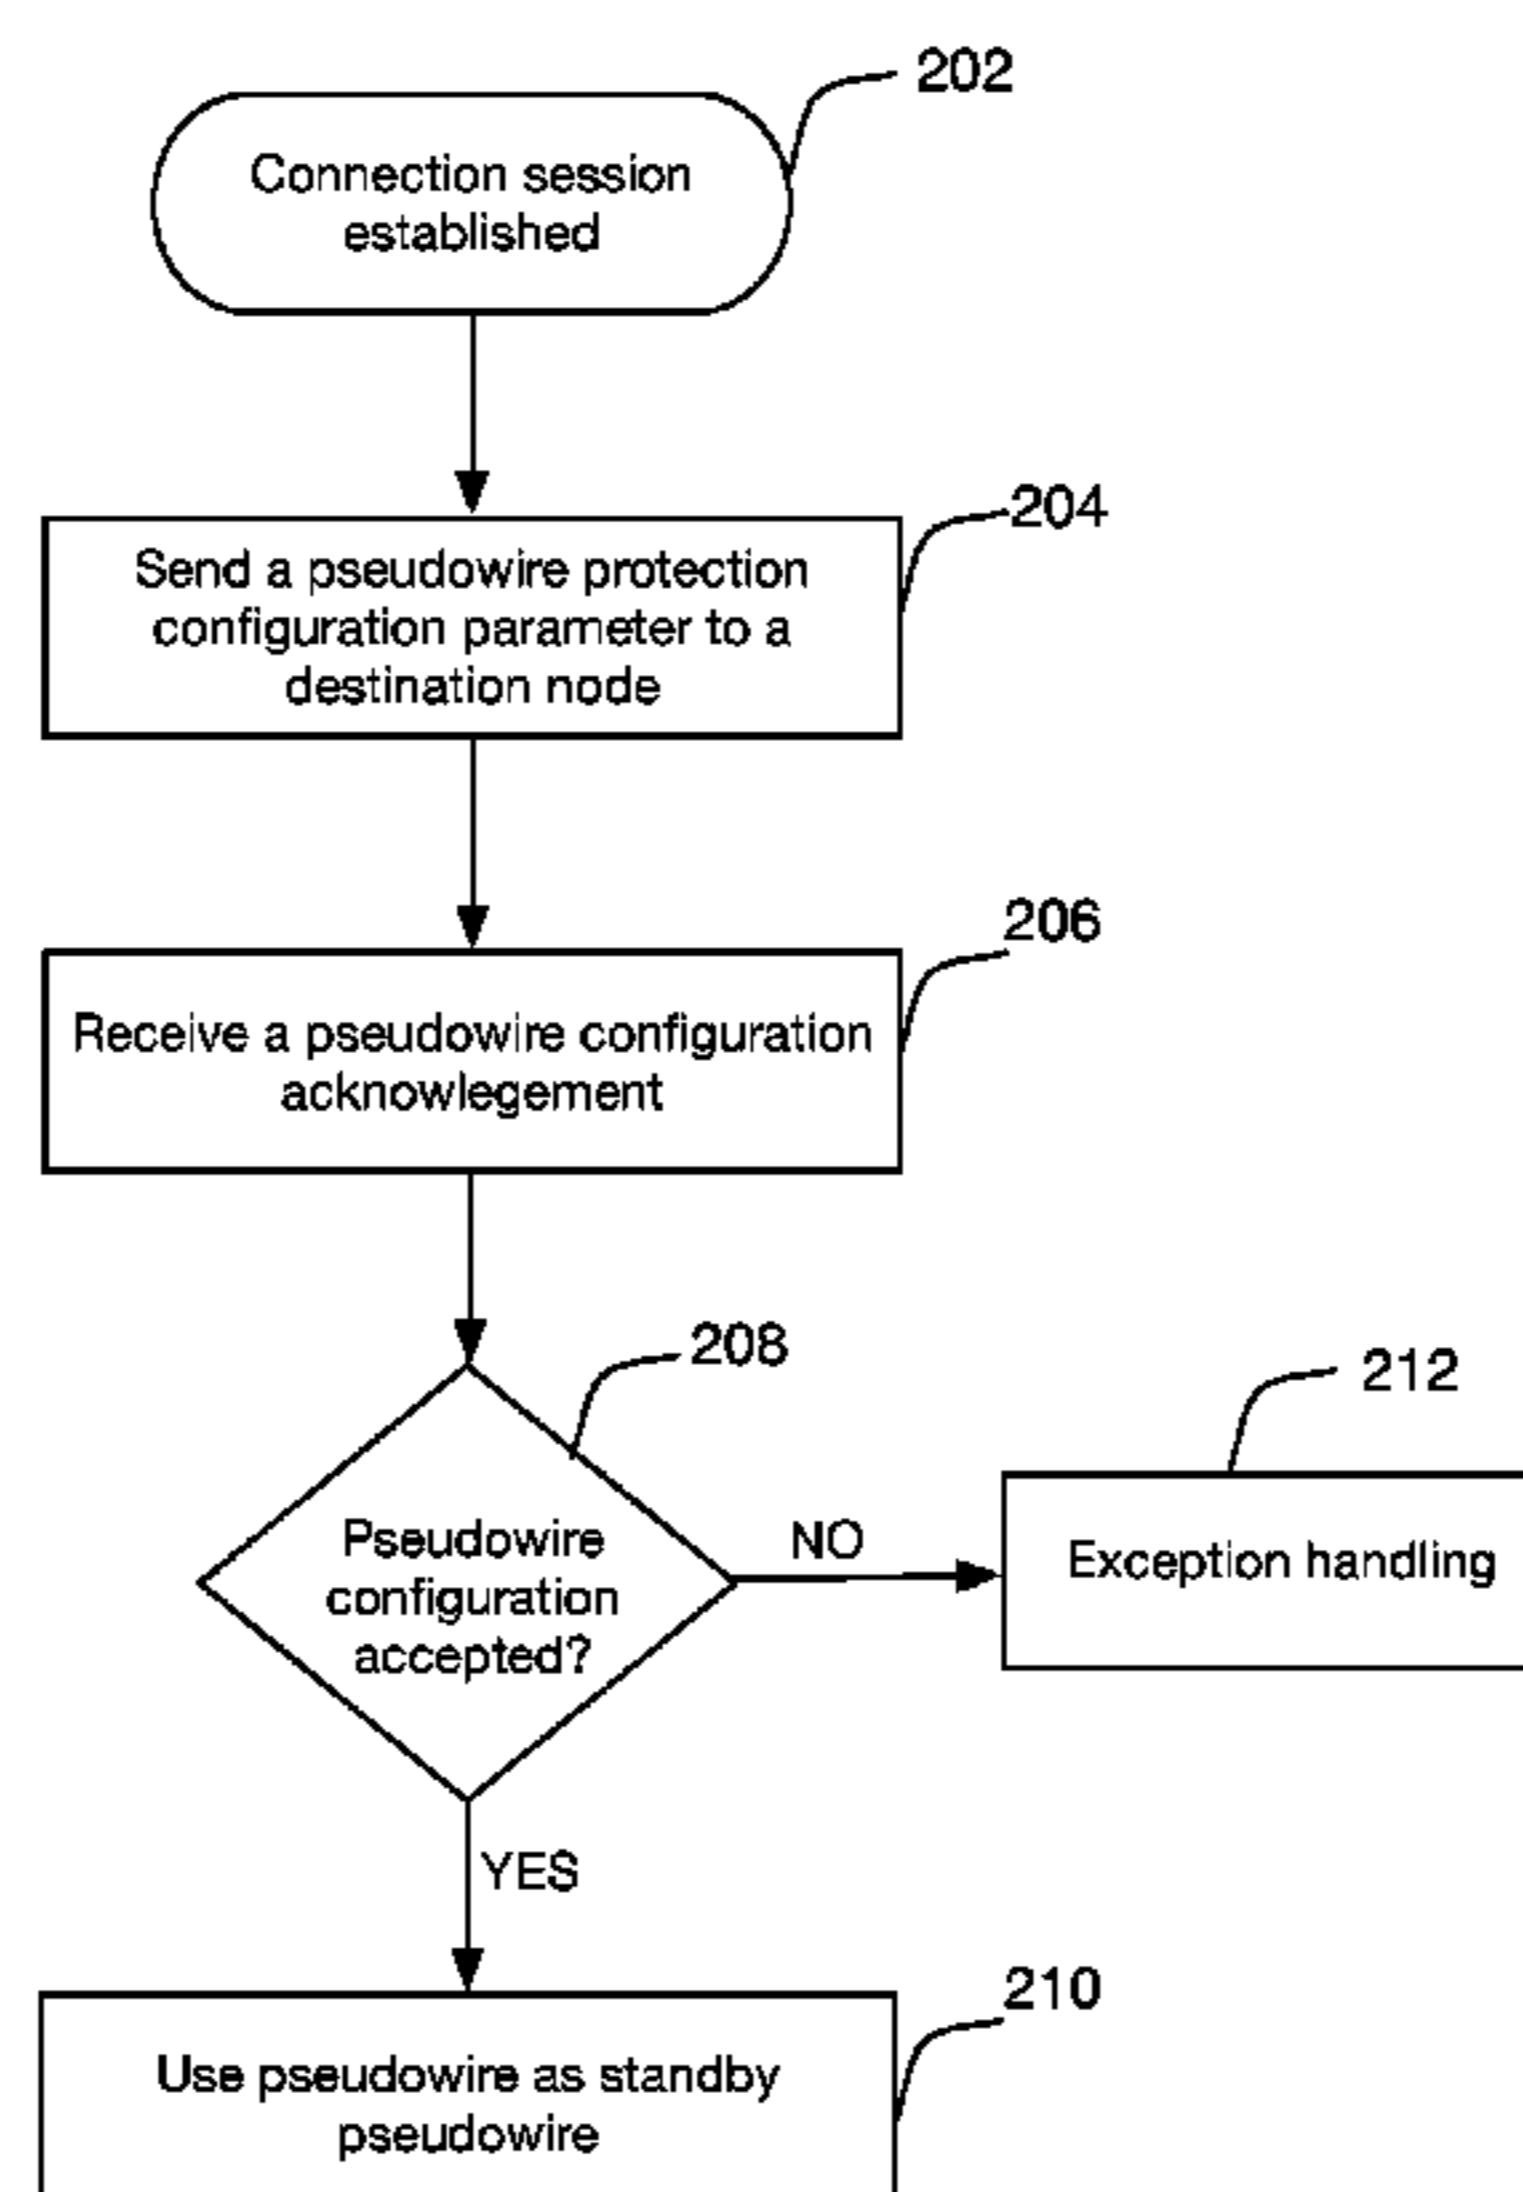 202
Connection session
established
204
Send a pseudowire protection
configuration parameter to a
destination node
206
Receive a pseudowire configuration
acknowlegement
208
212
Pseudowire
configuration
accepted?
NO
Exception handling
YES
210
Use pseudowire as standby
pseudowire